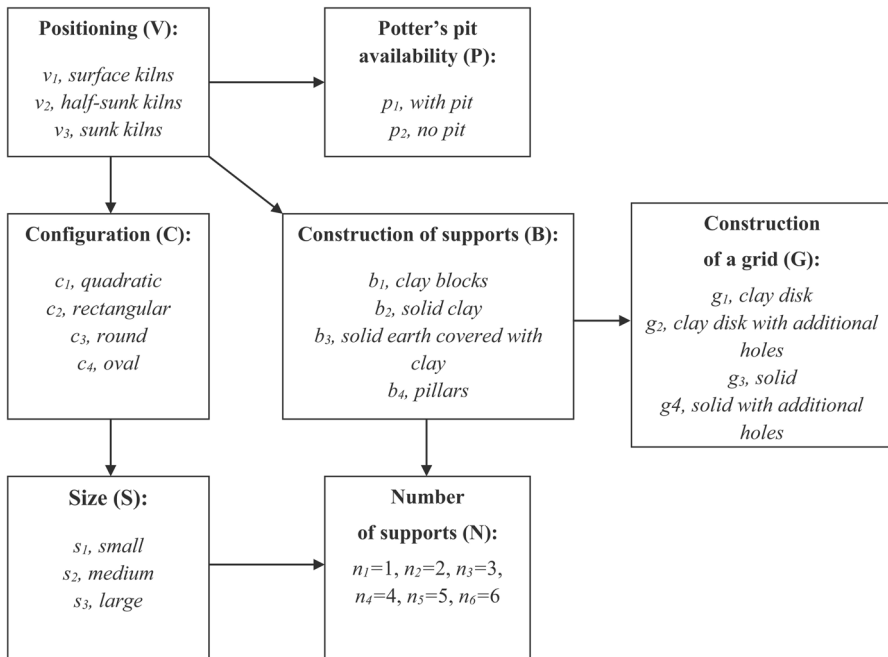 Positioning (V):
v1, surface kilns
v2, half-sunk kilns
v3, sunk kilns
Potter’s pit
availability (P):
p1, with pit
p2, no pit
Configuration (C):
c1, quadratic
c2, rectangular
c3, round
c4, oval
Construction of supports (B):
b1, clay blocks
b2, solid clay
b3, solid earth covered with
clay
b4, pillars
Construction
of a grid (G):
g1, clay disk
g2, clay disk with additional
holes
g3, solid
g4, solid with additional
holes
Size (S):
s1, small
s2, medium
s3, large
Number
of supports (N):
n1=1, n2=2, n3=3,
n4=4, n5=5, n6=6